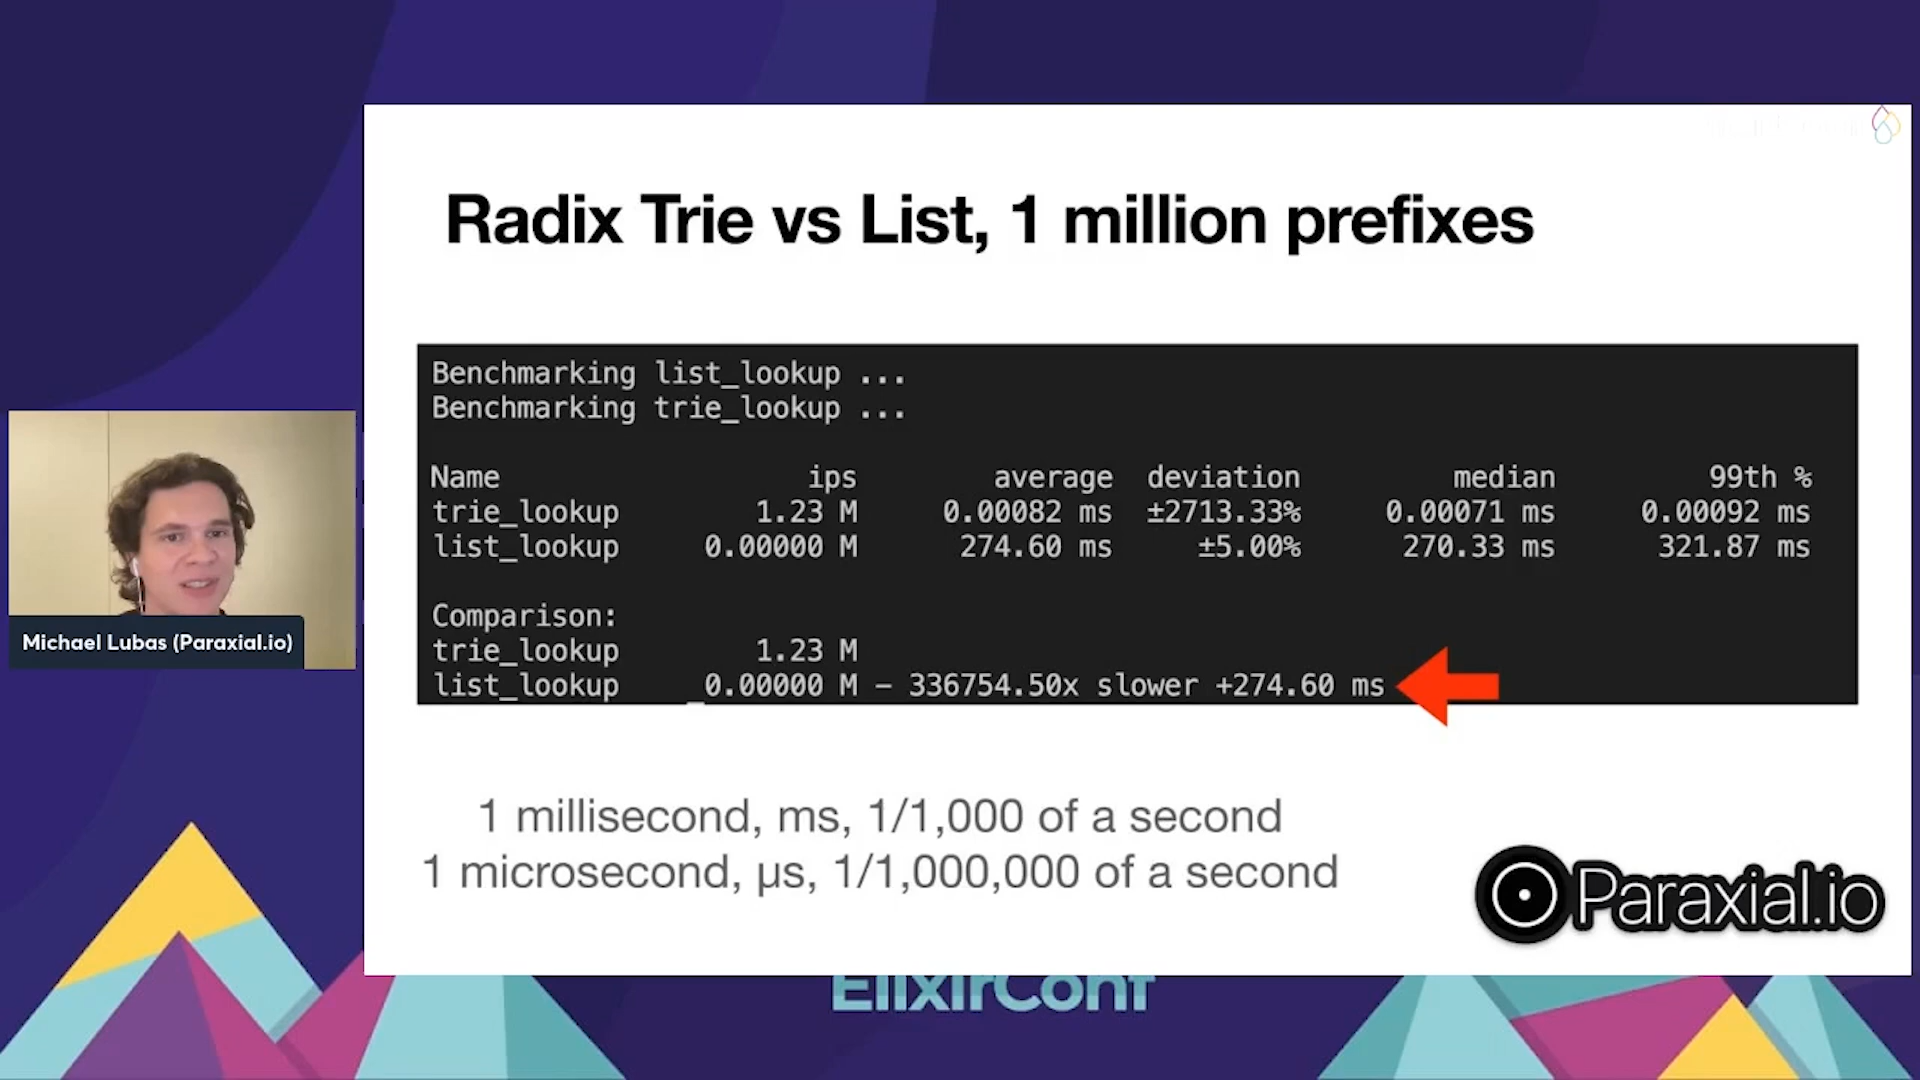 Radix Trie vs List, 1 million prefixes
Benchmarking list_lookup ...
Benchmarking trie_lookup ...
Name ips average deviation median 99th %
trie_lookup 1.23 M 0.00082 ms ±2713.33% 0.00071 ms 0.00092 ms
list_lookup 0.00000 M 274.60 ms ±5.00% 270.33 ms 321.87 ms
Comparison:
trie_lookup 1.23 M
list_lookup 0.00000 M - 336754.50x slower +274.60 ms
Michael Lubas (Paraxial.io)
1 millisecond, ms, 1/1,000 of a second
1 microsecond, µs, 1/1,000,000 of a second
Paraxial.io
ElixirConf